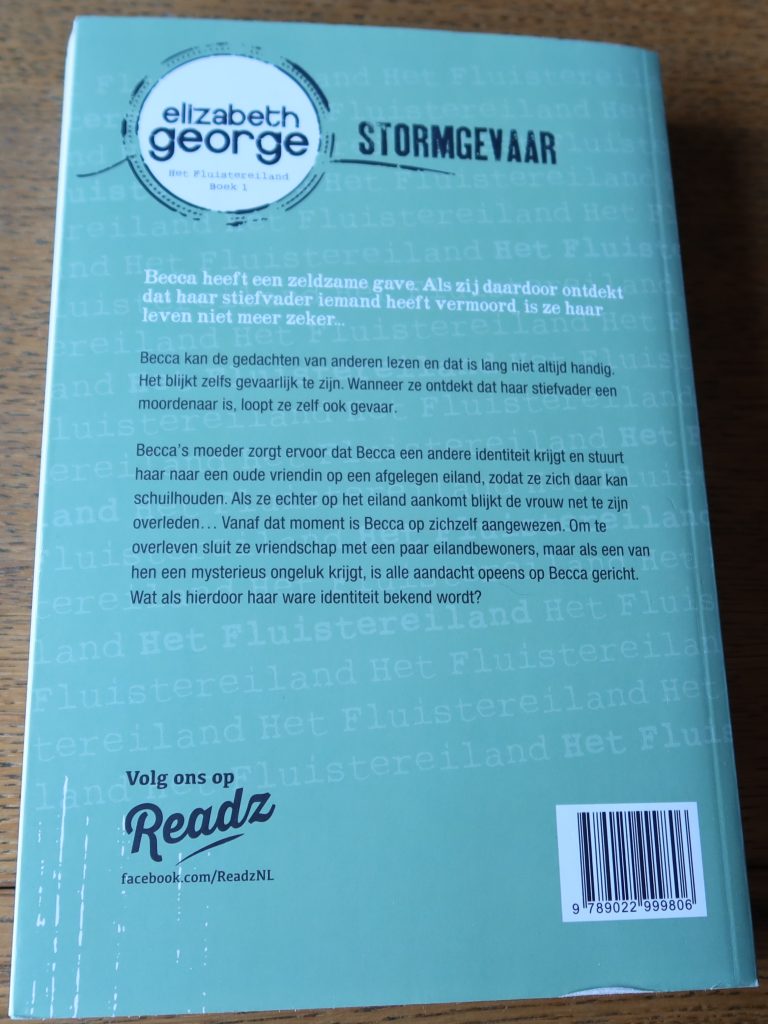 elizabeth
george
Het Fluistereiland
Boek 1
STORMGEVAAR
Becca heeft een zeldzame gave. Als zij daardoor ontdekt
dat haar stiefvader iemand heeft vermoord, is ze haar
leven niet meer zeker...
Becca kan de gedachten van anderen lezen en dat is lang niet altijd handig.
Het blijkt zelfs gevaarlijk te zijn. Wanneer ze ontdekt dat haar stiefvader een
moordenaar is, loopt ze zelf ook gevaar.
Becca's moeder zorgt ervoor dat Becca een andere identiteit krijgt en stuurt
haar naar een oude vriendin op een afgelegen eiland, zodat ze zich daar kan
schuilhouden. Als ze echter op het eiland aankomt blijkt de vrouw net te zijn
overleden... Vanaf dat moment is Becca op zichzelf aangewezen. Om te
overleven sluit ze vriendschap met een paar eilandbewoners, maar als een van
hen een mysterieus ongeluk krijgt, is alle aandacht opeens op Becca gericht.
Wat als hierdoor haar ware identiteit bekend wordt?
Volg ons op
Readz
facebook.com/ReadzNL
9 789022 999806